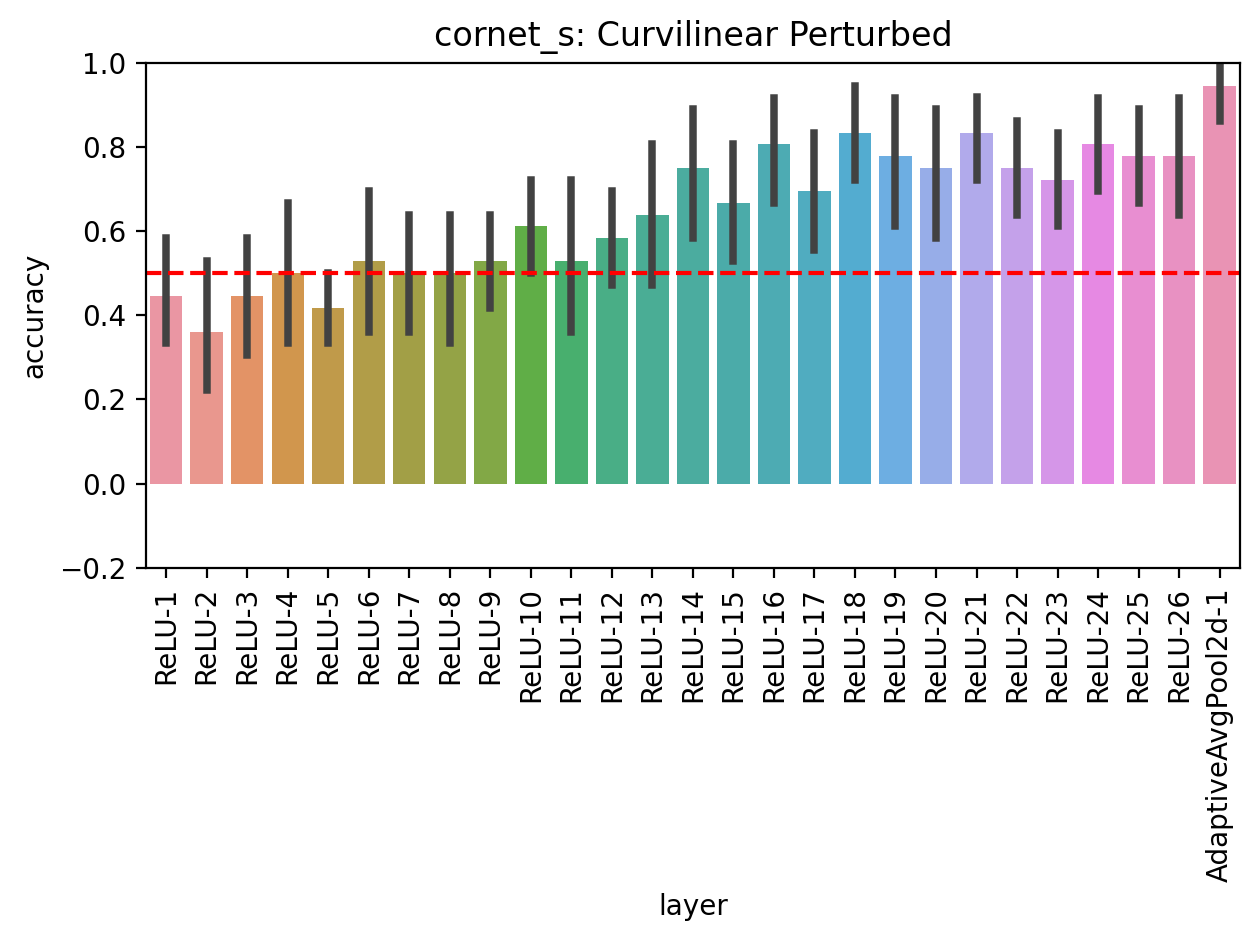 cornet_s: Curvilinear Perturbed
accuracy
1.0
0.8
0.6
0.4
0.2
0.0
−0.2
ReLU-1
ReLU-2
ReLU-3
ReLU-4
ReLU-5
ReLU-6
ReLU-7
ReLU-8
ReLU-9
ReLU-10
ReLU-11
ReLU-12
ReLU-13
ReLU-14
ReLU-15
ReLU-16
ReLU-17
ReLU-18
ReLU-19
ReLU-20
ReLU-21
ReLU-22
ReLU-23
ReLU-24
ReLU-25
ReLU-26
AdaptiveAvgPool2d-1
layer